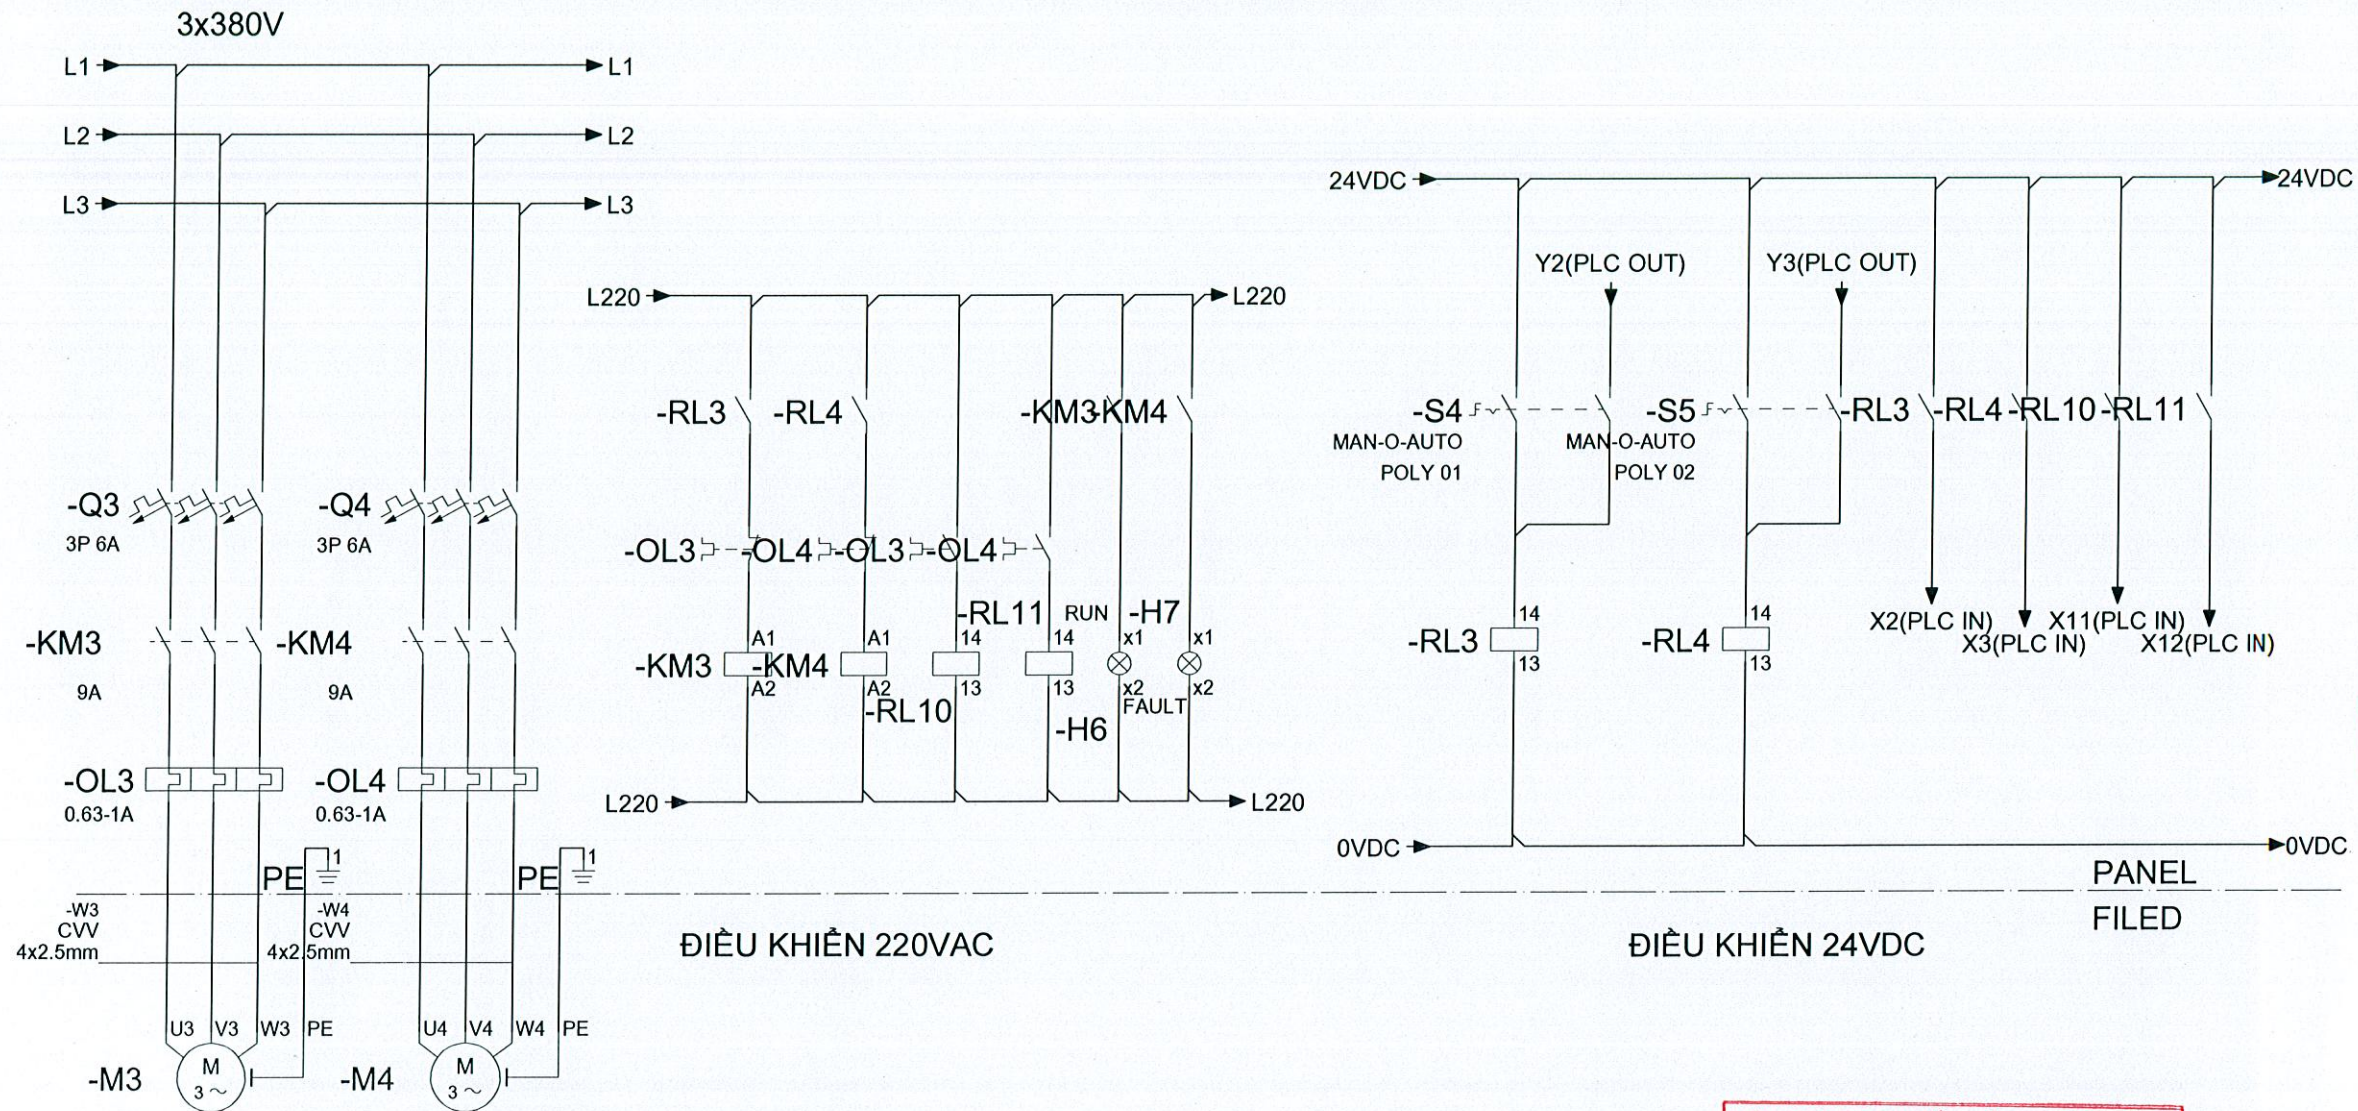 3x380V
L1
L1
L2
L2
L3
L3
24VDC
24VDC
Y2(PLC OUT)
Y3(PLC OUT)
L220
L220
-RL3
-RL4
-KM3
-KM4
-S4
MAN-O-AUTO
POLY 01
-S5
MAN-O-AUTO
POLY 02
-RL3
-RL4
-RL10
-RL11
-Q3
3P 6A
-Q4
3P 6A
-OL3
-OL4
-OL3
-OL4
-RL11
RUN
-H7
14
14
X2(PLC IN)
X3(PLC IN)
X11(PLC IN)
X12(PLC IN)
-KM3
9A
-KM4
9A
A1
A1
14
14
x1
x1
-KM3
-KM4
-RL3
-RL4
A2
A2
13
13
x2
x2
13
13
FAULT
-RL10
-H6
-OL3
0.63-1A
-OL4
0.63-1A
L220
L220
0VDC
0VDC
PE
1
PE
1
PANEL
FILED
-W3
CVV
4x2.5mm
-W4
CVV
4x2.5mm
ĐIỀU KHIỂN 220VAC
ĐIỀU KHIỂN 24VDC
U3
V3
W3
PE
U4
V4
W4
PE
-M3
M
3 ~
-M4
M
3 ~